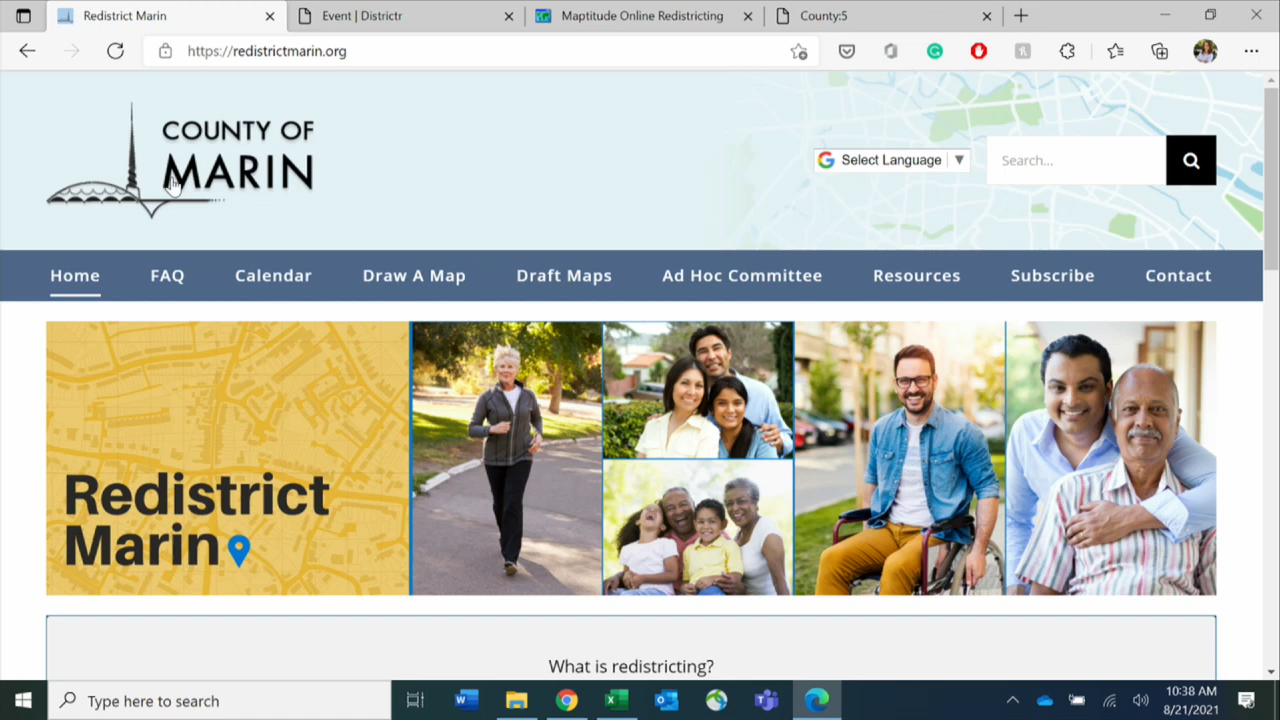 Redistrict Marin
Event | Districtr
Maptitude Online Redistricting
County:5
https://redistrictmarin.org
COUNTY OF
MARIN
Select Language
Search...
Home FAQ Calendar Draw A Map Draft Maps Ad Hoc Committee Resources Subscribe Contact
Redistrict
Marin
What is redistricting?
Type here to search
10:38 AM
8/21/2021